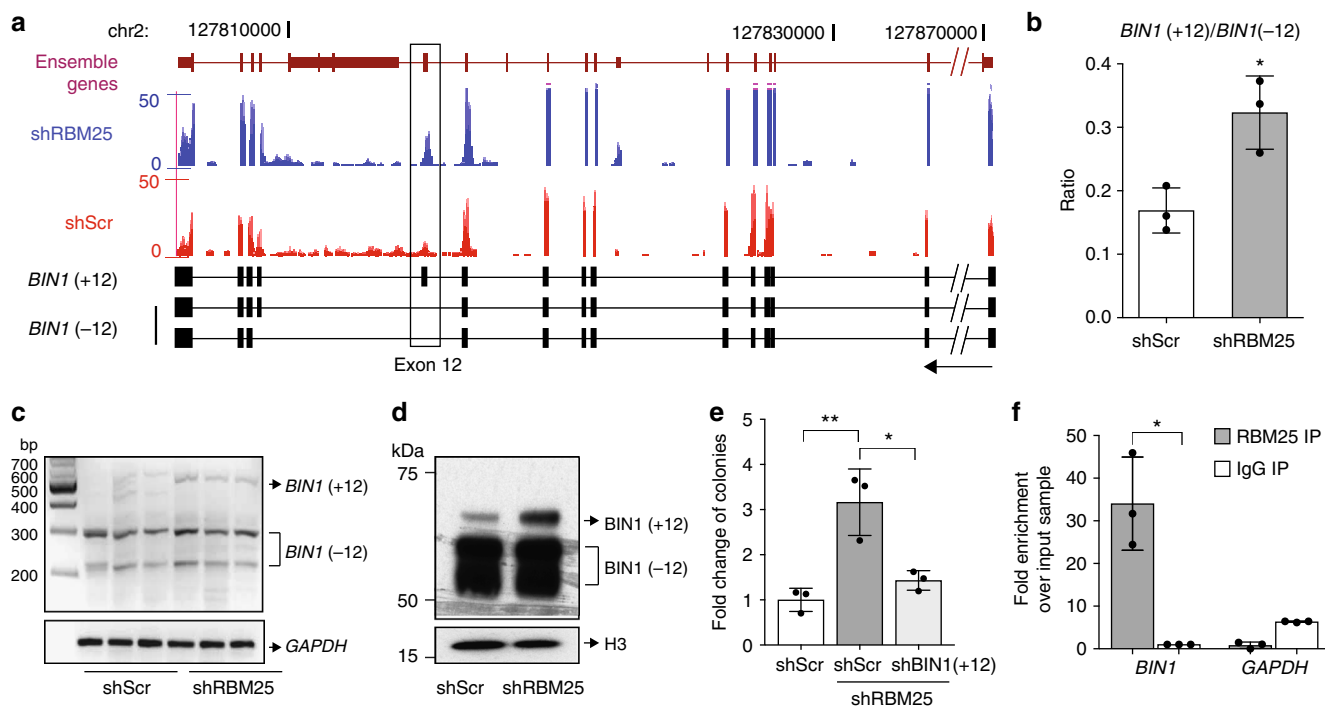 a
chr2:
127810000
127830000
127870000
Ensemble
genes
50
shRBM25
0
50
shScr
0
BIN1 (+12)
BIN1 (−12)
Exon 12
b
BIN1 (+12)/BIN1(−12)
*
0.4
0.3
0.2
0.1
0.0
Ratio
shScr
shRBM25
c
bp
700
600
500
400
300
200
BIN1 (+12)
BIN1 (−12)
GAPDH
shScr
shRBM25
d
kDa
75
50
15
BIN1 (+12)
BIN1 (−12)
H3
shScr
shRBM25
e
Fold change of colonies
5
4
3
2
1
0
**
*
shScr
shScr
shBIN1(+12)
shRBM25
f
Fold enrichment
over input sample
50
40
30
20
10
0
*
RBM25 IP
IgG IP
BIN1
GAPDH